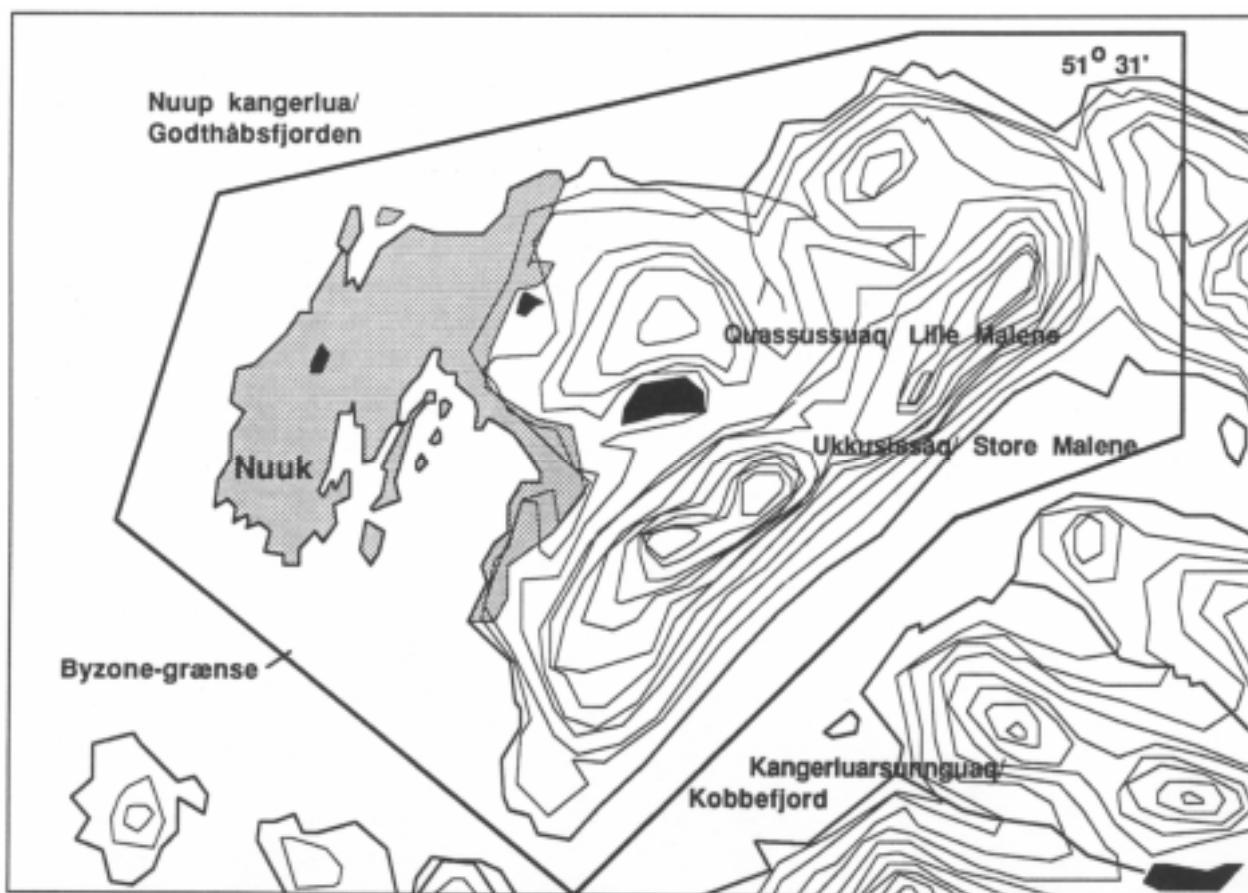 51° 31'
Nuup kangerlua/
Godthåbsfjorden
Quassussuaq/ Lille Malene
Ukkusissaq/ Store Malene
Nuuk
Byzone-grænse
Kangerluarsunnguaq/
Kobbefjord